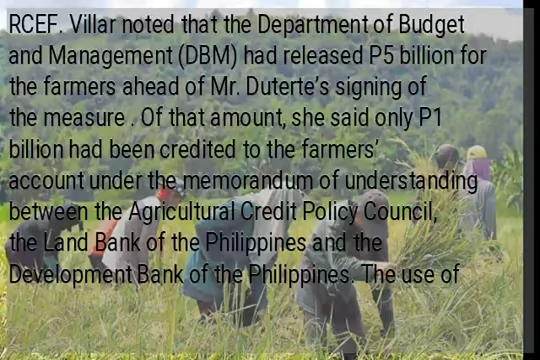 RCEF. Villar noted that the Department of Budget
and Management (DBM) had released P5 billion for
the farmers ahead of Mr. Duterte's signing of
the measure . Of that amount, she said only P1
billion had been credited to the farmers'
account under the memorandum of understanding
between the Agricultural Credit Policy Council,
the Land Bank of the Philippines and the
Development Bank of the Philippines. The use of